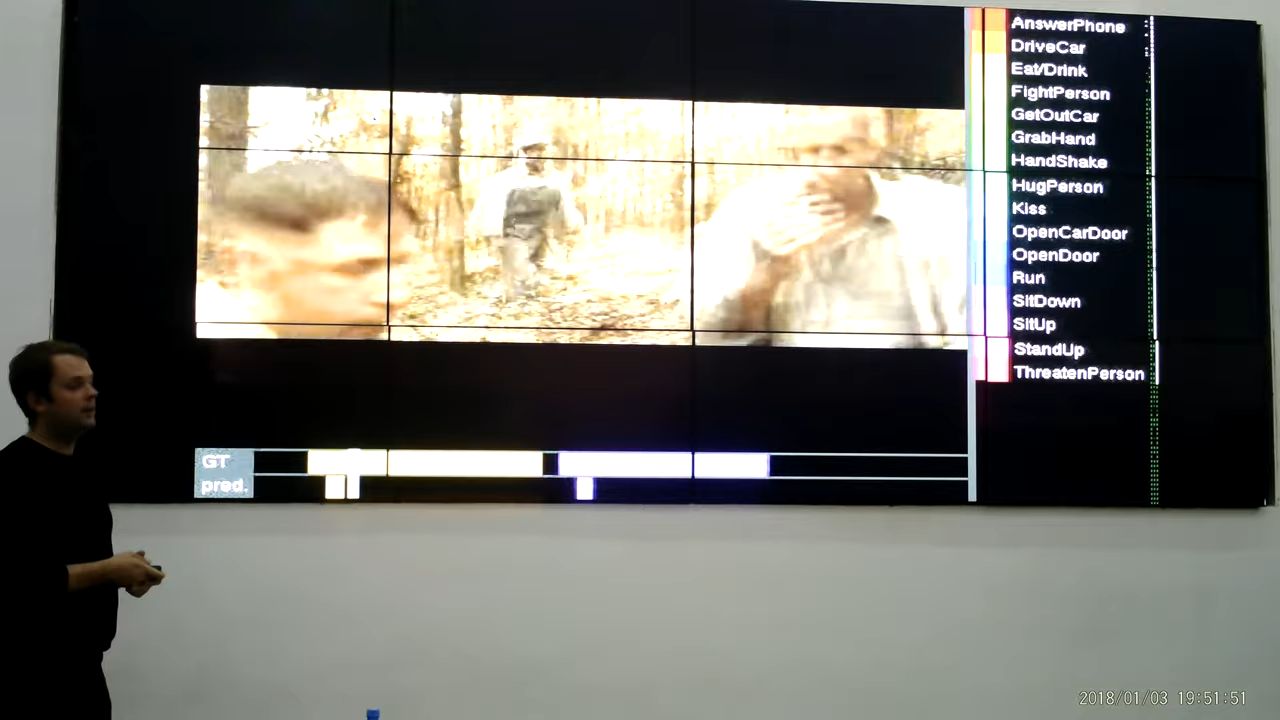 AnswerPhone
DriveCar
Eat/Drink
FightPerson
GetOutCar
GrabHand
HandShake
HugPerson
Kiss
OpenCarDoor
OpenDoor
Run
SitDown
SitUp
StandUp
ThreatenPerson
GT
pred.
2018/01/03 19:51:51